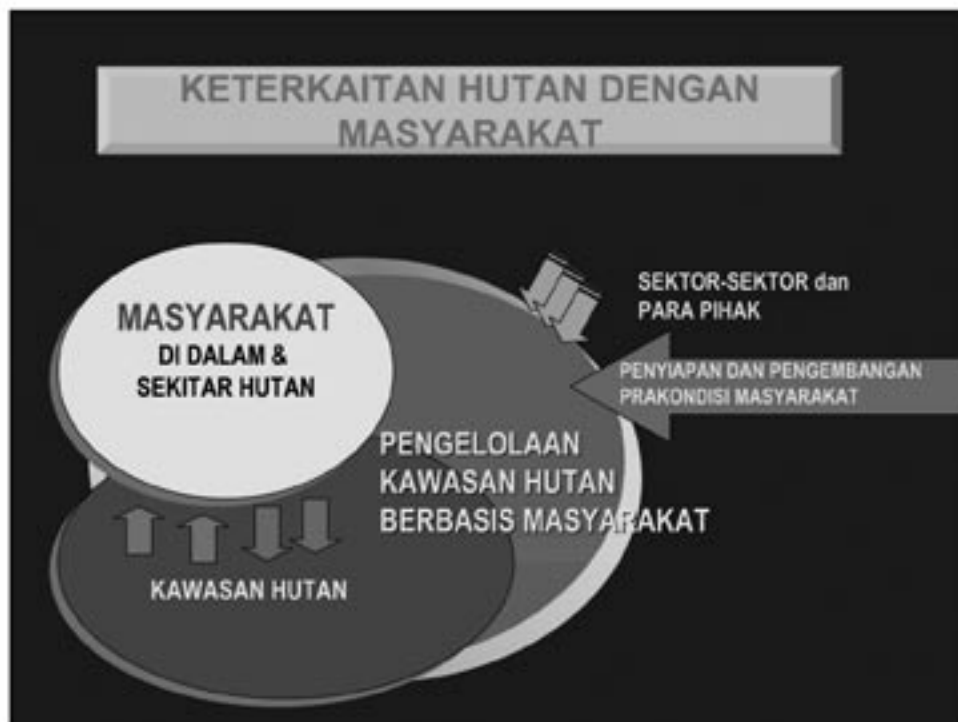 KETERKAITAN HUTAN DENGAN
MASYARAKAT
MASYARAKAT
DI DALAM &
SEKITAR HUTAN
SEKTOR-SEKTOR dan
PARA PIHAK
PENYIAPAN DAN PENGEMBANGAN
PRAKONDISI MASYARAKAT
PENGELOLAAN
KAWASAN HUTAN
BERBASIS MASYARAKAT
KAWASAN HUTAN